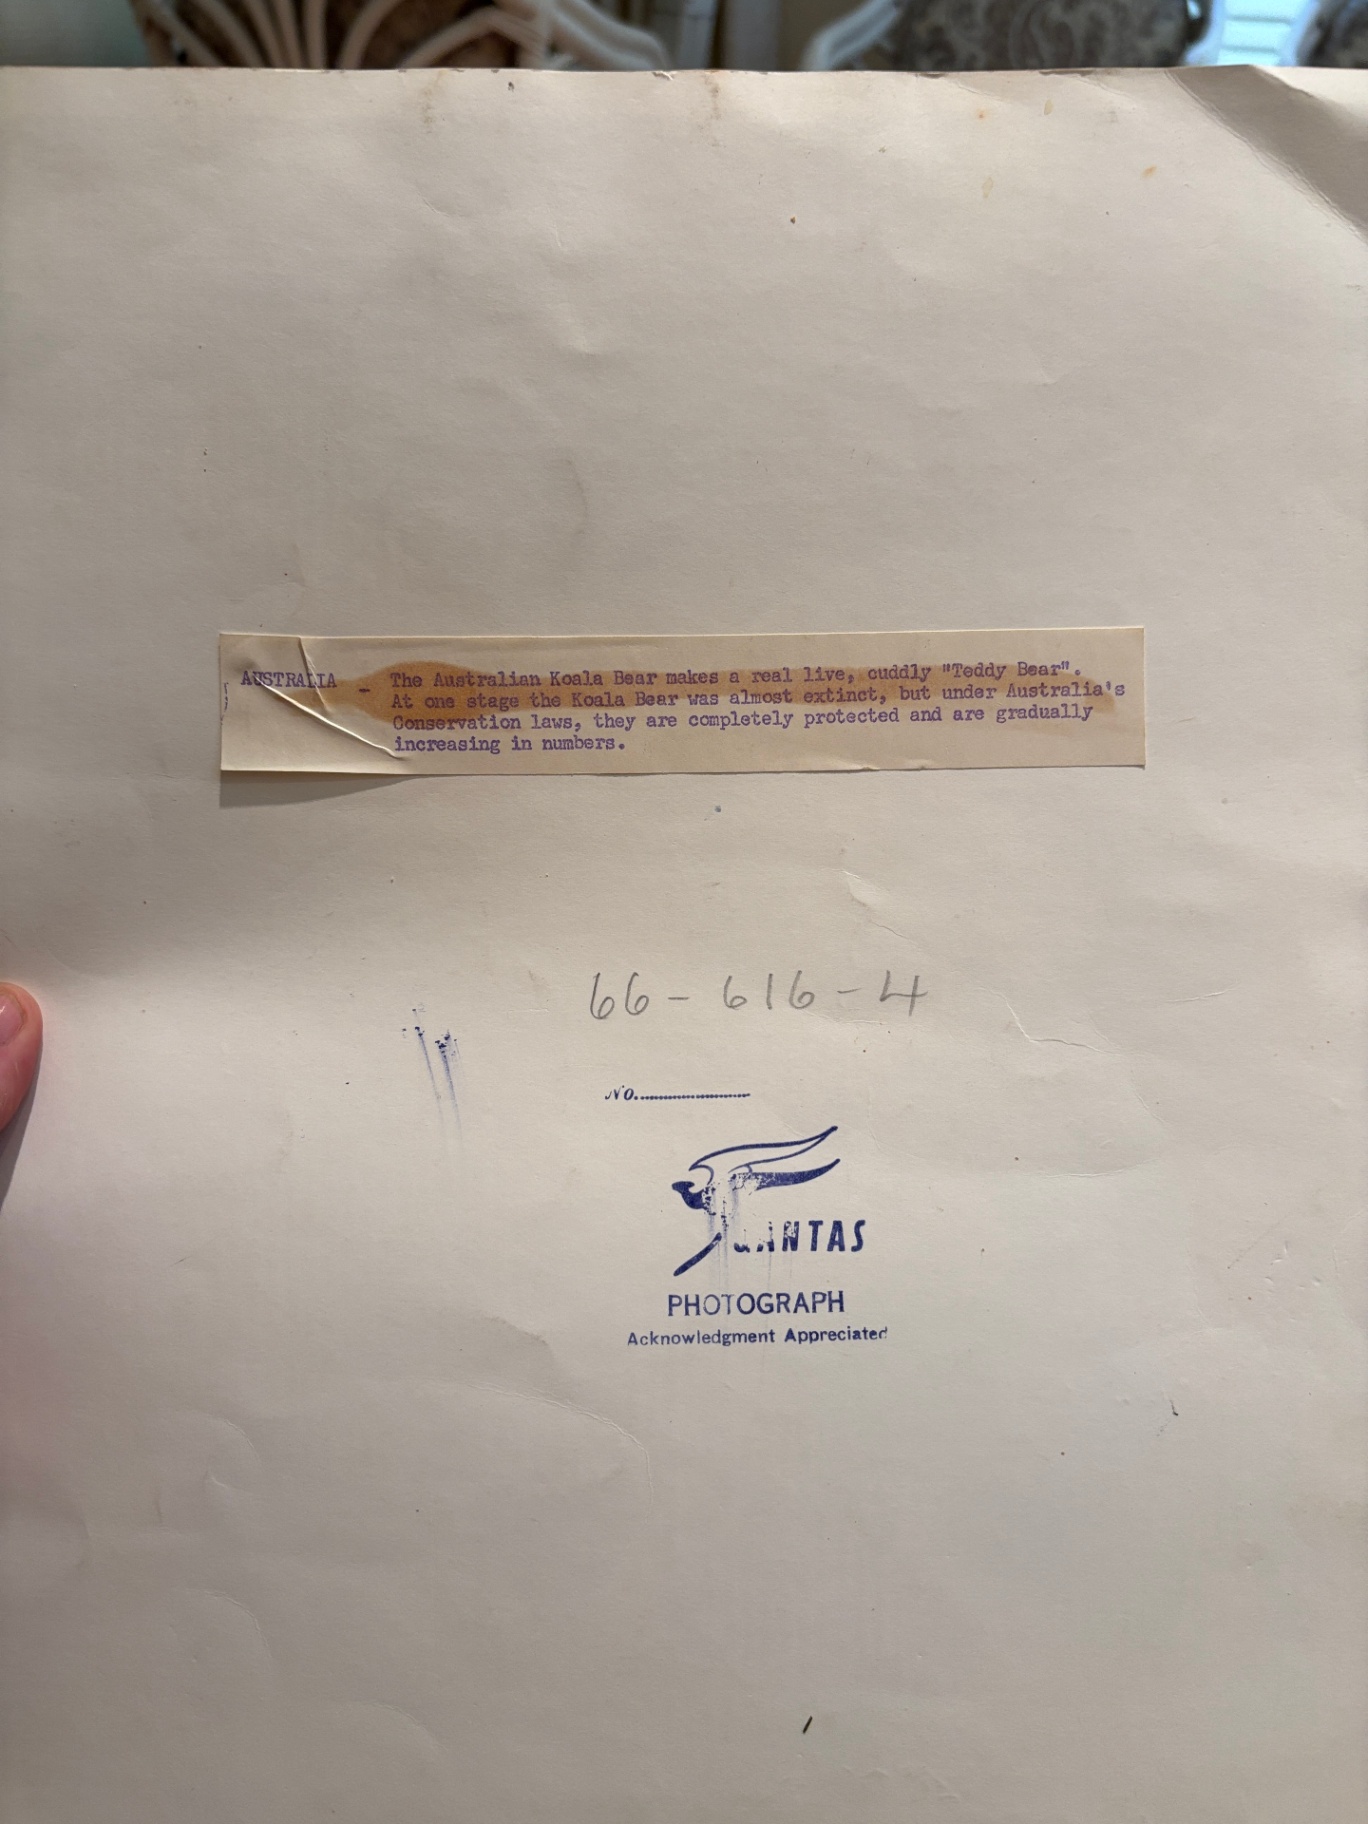 AUSTRALIA - The Australian Koala Bear makes a real live, cuddly "Teddy Bear".
At one stage the Koala Bear was almost extinct, but under Australia's
Conservation laws, they are completely protected and are gradually
increasing in numbers.
66-616-4
No.
QANTAS
PHOTOGRAPH
Acknowledgment Appreciated